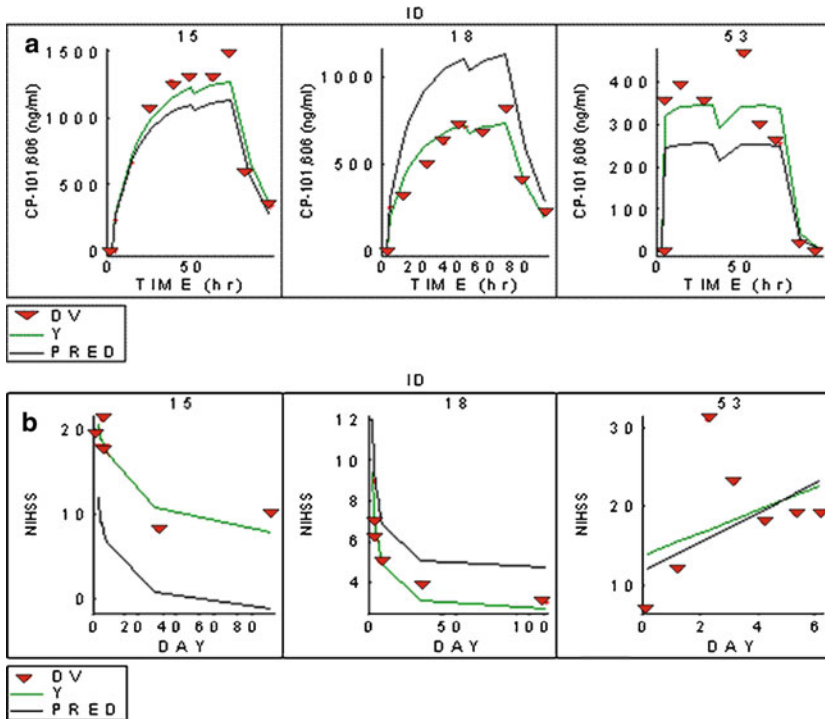 ID
a
15
18
53
CP-101,606 (ng/ml)
1500
1000
500
0
0
50
TIME (hr)
CP-101,606 (ng/ml)
1000
500
0
0
20
40
60
80
TIME (hr)
CP-101,606 (ng/ml)
400
300
200
100
0
0
50
TIME (hr)
DV
Y
PRED
ID
b
15
18
53
NIHSS
20
10
0
0
20
40
60
80
DAY
NIHSS
12
10
8
6
4
0
50
100
DAY
NIHSS
30
20
10
0
2
4
6
DAY
DV
Y
PRED